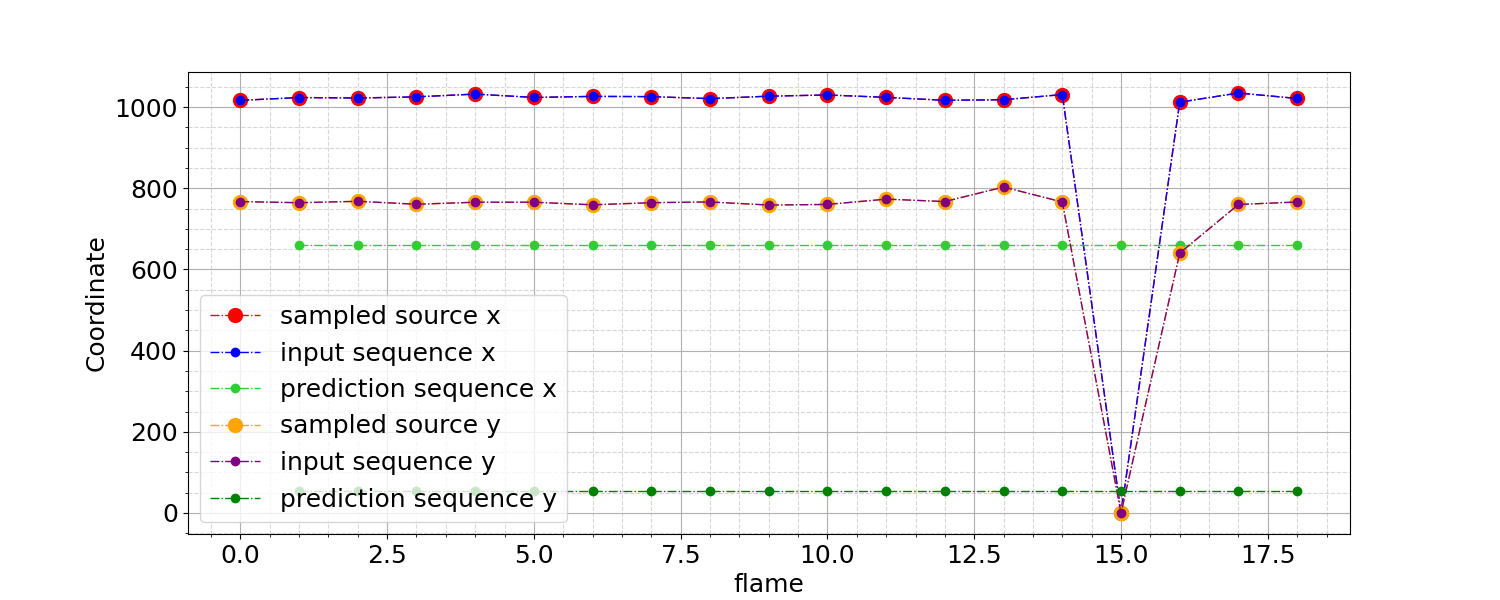 1000
800
600
400
200
0
Coordinate
sampled source x
input sequence x
prediction sequence x
sampled source y
input sequence y
prediction sequence y
0.0 2.5 5.0 7.5 10.0 12.5 15.0 17.5
flame